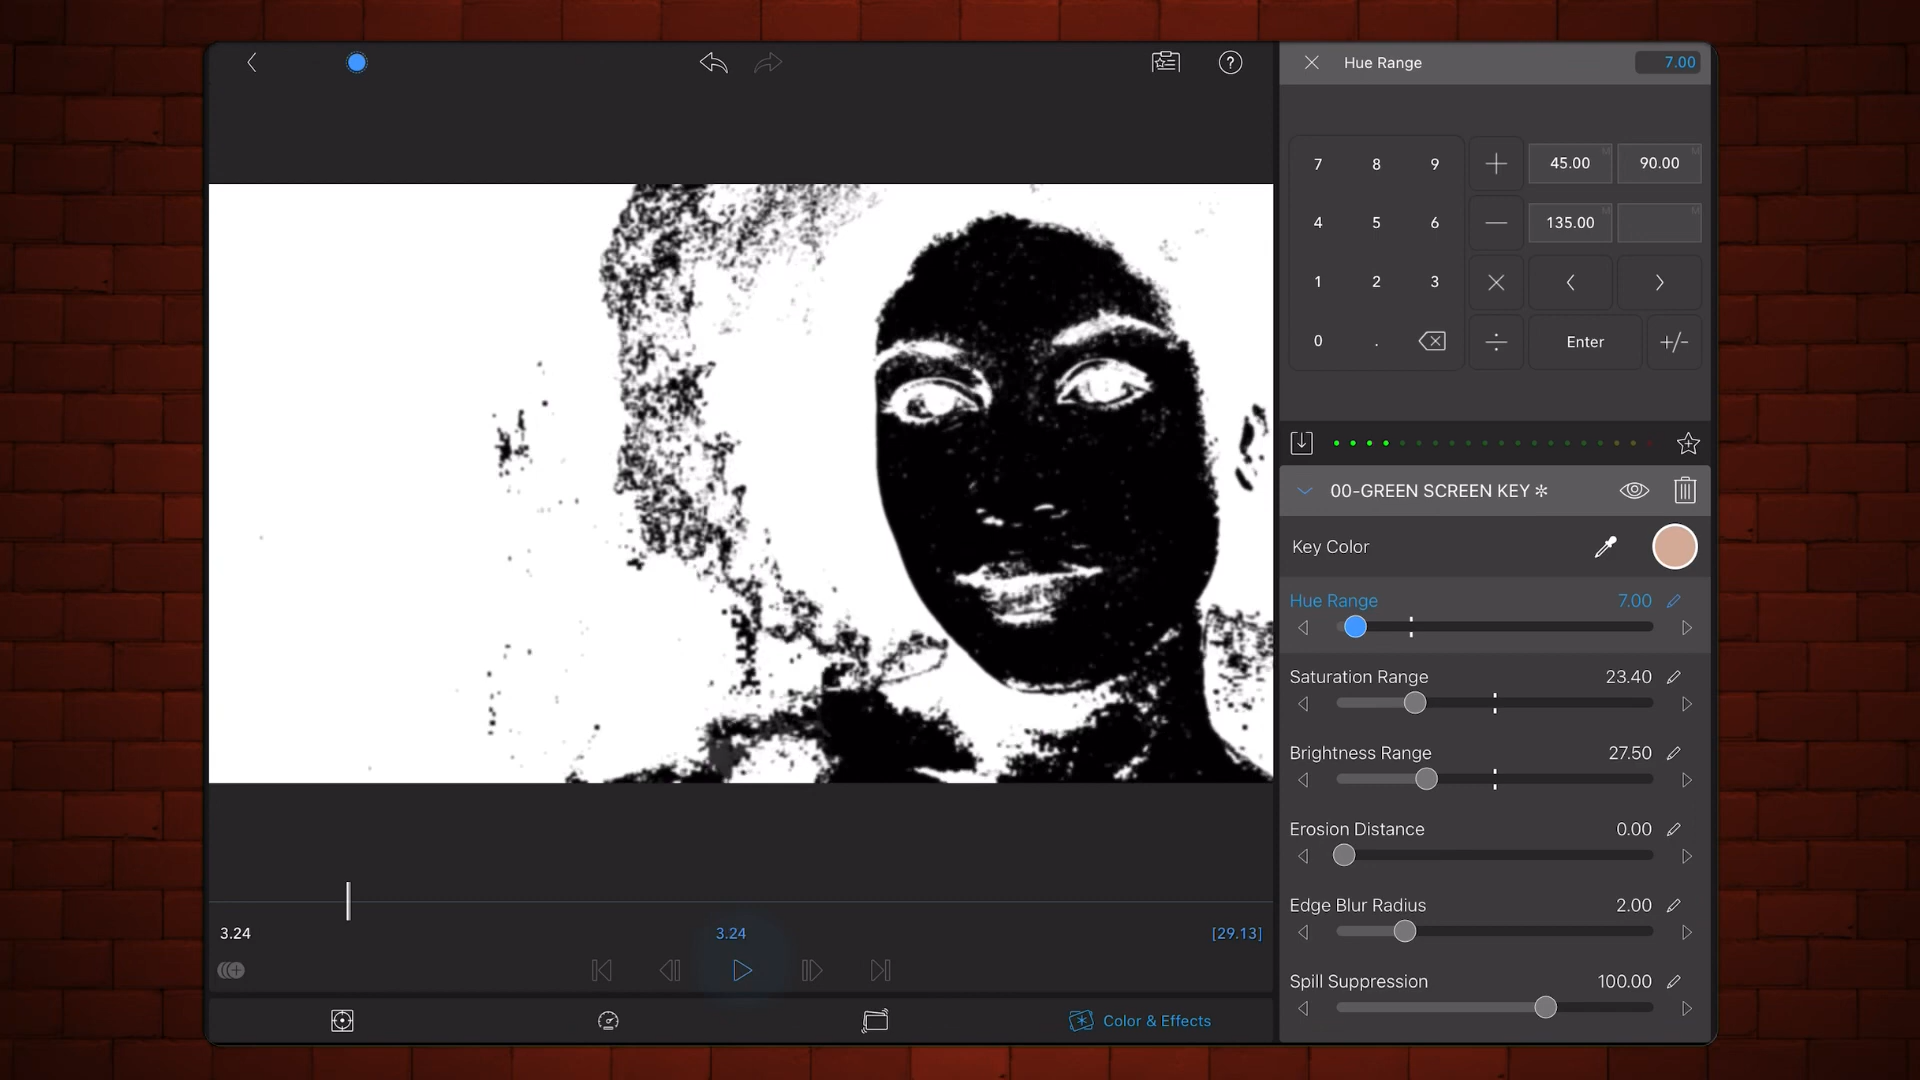 Hue Range 7.00
7 8 9 + 45.00 90.00
4 5 6 — 135.00
1 2 3
0 . ÷ Enter +/-
00-GREEN SCREEN KEY ✻
Key Color
Hue Range 7.00
Saturation Range 23.40
Brightness Range 27.50
Erosion Distance 0.00
Edge Blur Radius 2.00
Spill Suppression 100.00
3.24 3.24 [29.13]
Color & Effects